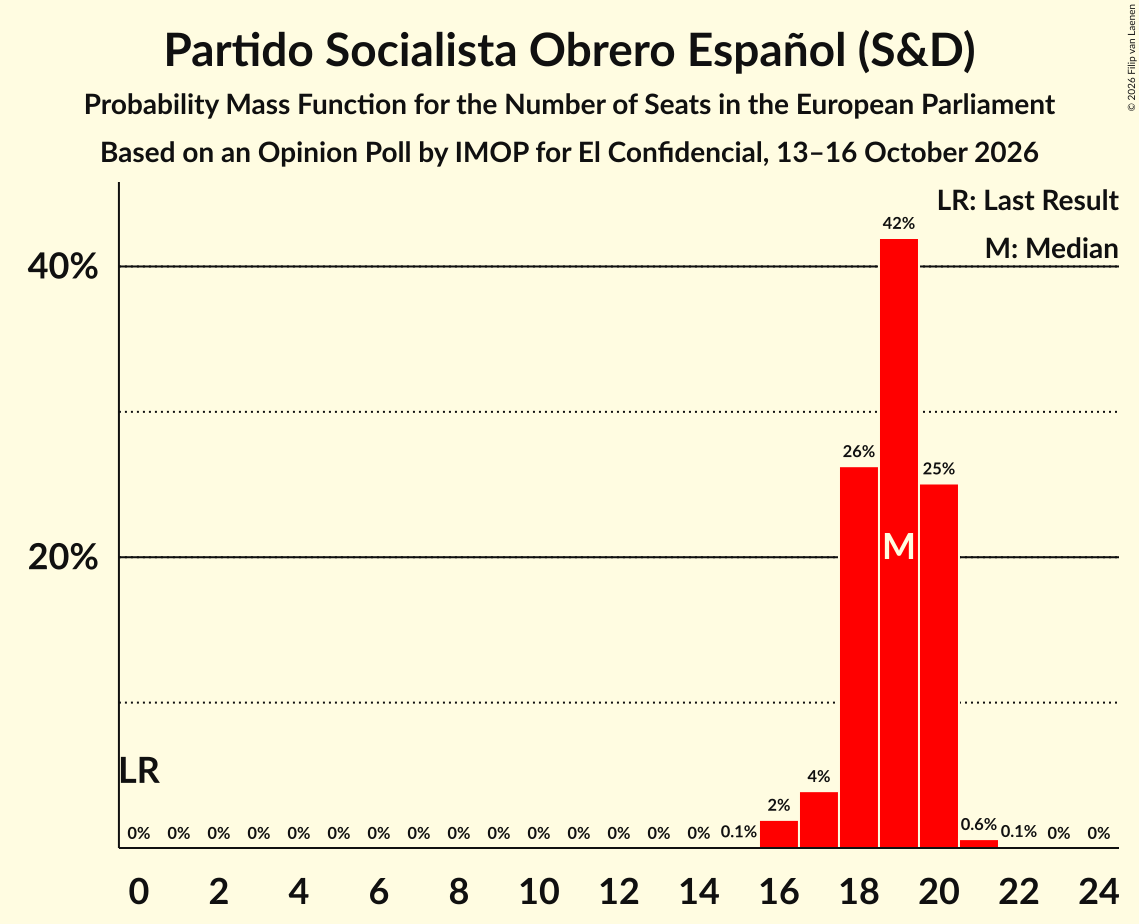 Partido Socialista Obrero Español (S&D)
Probability Mass Function for the Number of Seats in the European Parliament
Based on an Opinion Poll by IMOP for El Confidencial, 13–16 October 2026
© 2026 Filip van Laenen
LR: Last Result
M: Median
40%
20%
42%
26%
25%
M
LR
4%
2%
0% 0% 0% 0% 0% 0% 0% 0% 0% 0% 0% 0% 0% 0% 0% 0.1% 0.6% 0.1% 0% 0%
0 2 4 6 8 10 12 14 16 18 20 22 24